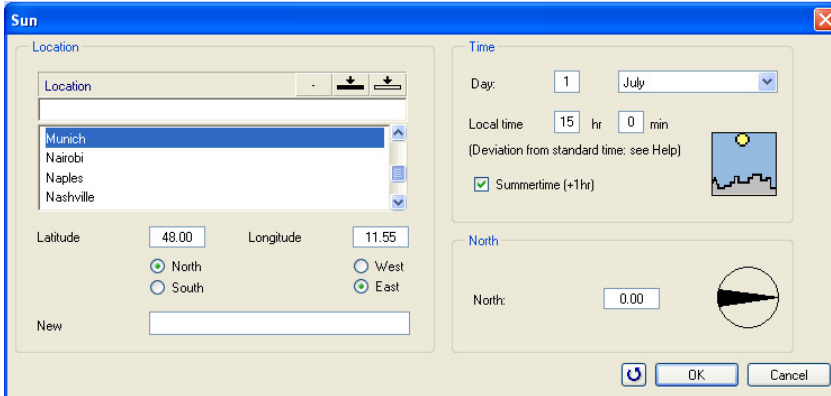 Sun
Location
Location
-
Munich
Nairobi
Naples
Nashville
Latitude 48.00 Longitude 11.55
North West
South East
New
Time
Day: 1 July
Local time 15 hr 0 min
(Deviation from standard time: see Help)
Summertime (+1hr)
North
North: 0.00
OK Cancel